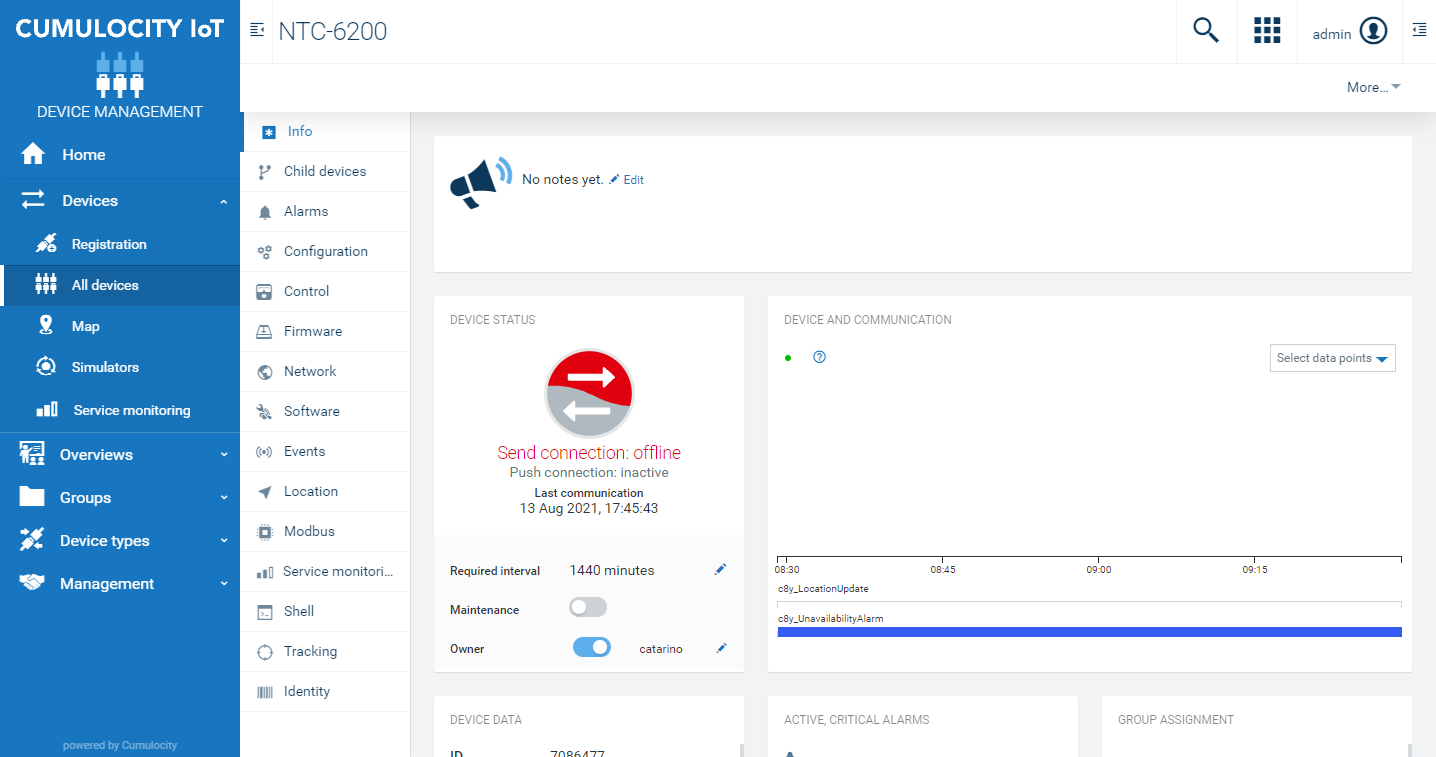 CUMULOCITY IoT
DEVICE MANAGEMENT
Home
Devices
Registration
All devices
Map
Simulators
Service monitoring
Overviews
Groups
Device types
Management
powered by Cumulocity
NTC-6200
admin
More...
Info
Child devices
Alarms
Configuration
Control
Firmware
Network
Software
Events
Location
Modbus
Service monitori...
Shell
Tracking
Identity
No notes yet. Edit
DEVICE STATUS
Send connection: offline
Push connection: inactive
Last communication
13 Aug 2021, 17:45:43
Required interval 1440 minutes
Maintenance
Owner catarino
DEVICE AND COMMUNICATION
Select data points
08:30 08:45 09:00 09:15
c8y_LocationUpdate
c8y_UnavailabilityAlarm
DEVICE DATA
ID 7086477
ACTIVE, CRITICAL ALARMS
GROUP ASSIGNMENT